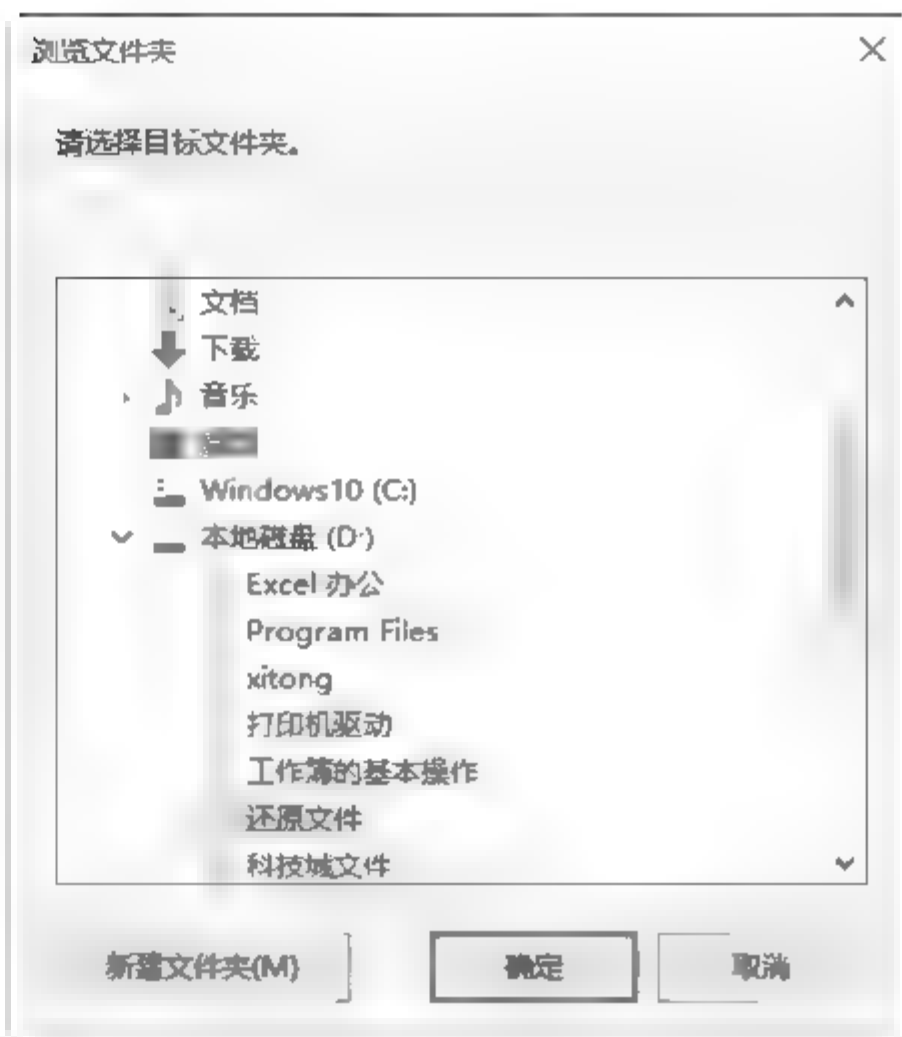 浏览文件夹
请选择目标文件夹。
文档
下载
音乐
Windows10 (C:)
本地磁盘 (D:)
Excel 办公
Program Files
xitong
打印机驱动
工作簿的基本操作
还原文件
科技城文件
新建文件夹(M)
确定
取消